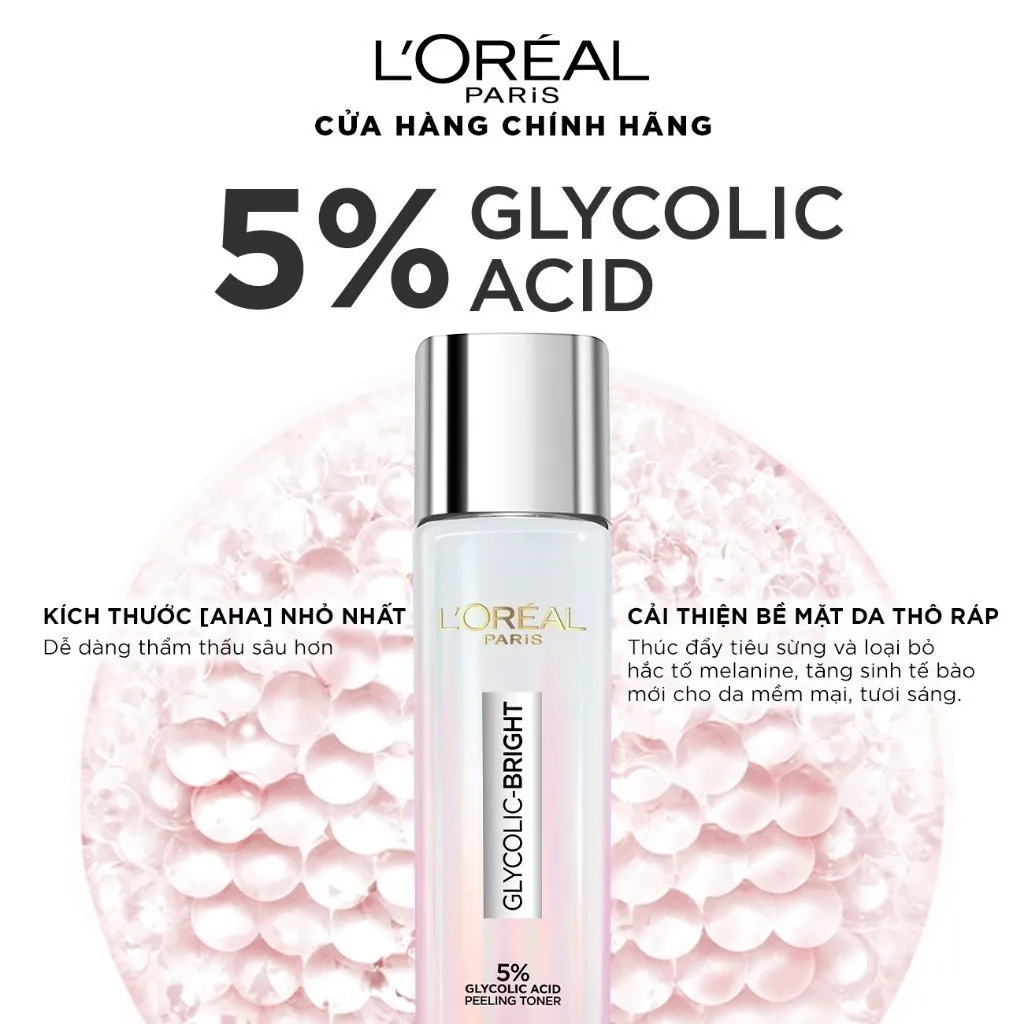 L'ORÉAL
PARiS
CỬA HÀNG CHÍNH HÃNG
5% GLYCOLIC
ACID
KÍCH THƯỚC [AHA] NHỎ NHẤT
Dễ dàng thẩm thấu sâu hơn
L'ORÉAL
PARiS
CẢI THIỆN BỀ MẶT DA THÔ RÁP
Thúc đẩy tiêu sừng và loại bỏ
hắc tố melanine, tăng sinh tế bào
mới cho da mềm mại, tươi sáng.
GLYCOLIC-BRIGHT
5%
GLYCOLIC ACID
PEELING TONER